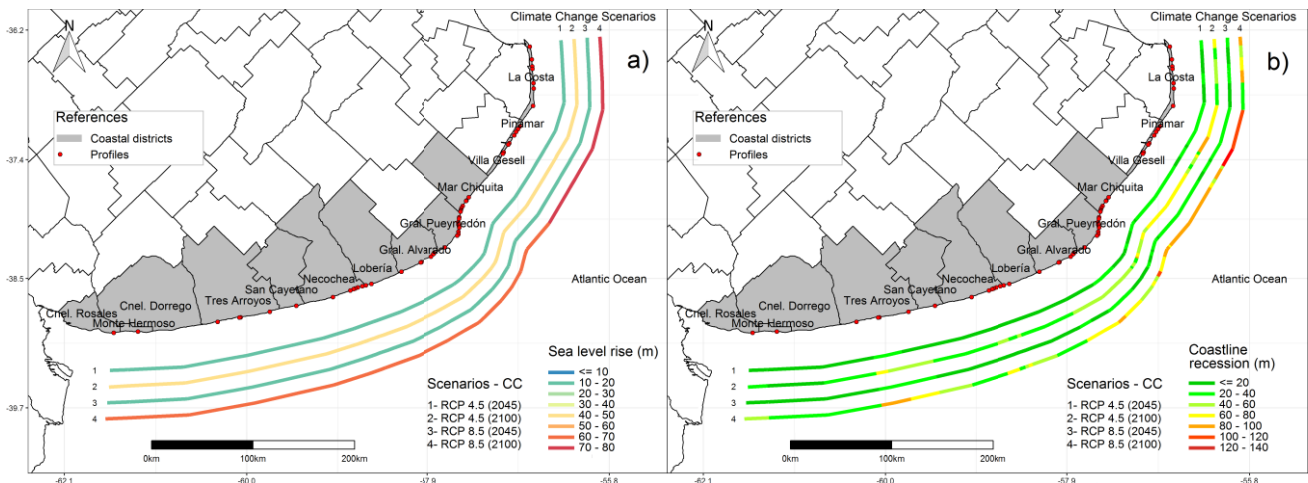 Climate Change Scenarios
1 2 3 4
36.2
N
a)
La Costa
References
Coastal districts
Profiles
Pinamar
37.4
Villa Gesell
Mar Chiquita
Gral. Pueyrredón
Gral. Alvarado
Lobería
38.5
Necochea
Atlantic Ocean
San Cayetano
Tres Arroyos
Cnel. Dorrego
Cnel. Rosales
Monte Hermoso
1
2
3
4
Sea level rise (m)
<= 10
10 - 20
20 - 30
30 - 40
40 - 50
50 - 60
60 - 70
70 - 80
Scenarios - CC
1- RCP 4.5 (2045)
2- RCP 4.5 (2100)
3- RCP 8.5 (2045)
4- RCP 8.5 (2100)
39.7
0km 100km 200km
-62.1 -60.0 -57.9 -55.8
Climate Change Scenarios
1 2 3 4
N
b)
La Costa
References
Coastal districts
Profiles
Pinamar
Villa Gesell
Mar Chiquita
Gral. Pueyrredón
Gral. Alvarado
Lobería
Necochea
Atlantic Ocean
San Cayetano
Tres Arroyos
Cnel. Dorrego
Cnel. Rosales
Monte Hermoso
1
2
3
4
Coastline
recession (m)
<= 20
20 - 40
40 - 60
60 - 80
80 - 100
100 - 120
120 - 140
Scenarios - CC
1- RCP 4.5 (2045)
2- RCP 4.5 (2100)
3- RCP 8.5 (2045)
4- RCP 8.5 (2100)
0km 100km 200km
-62.1 -60.0 -57.9 -55.8